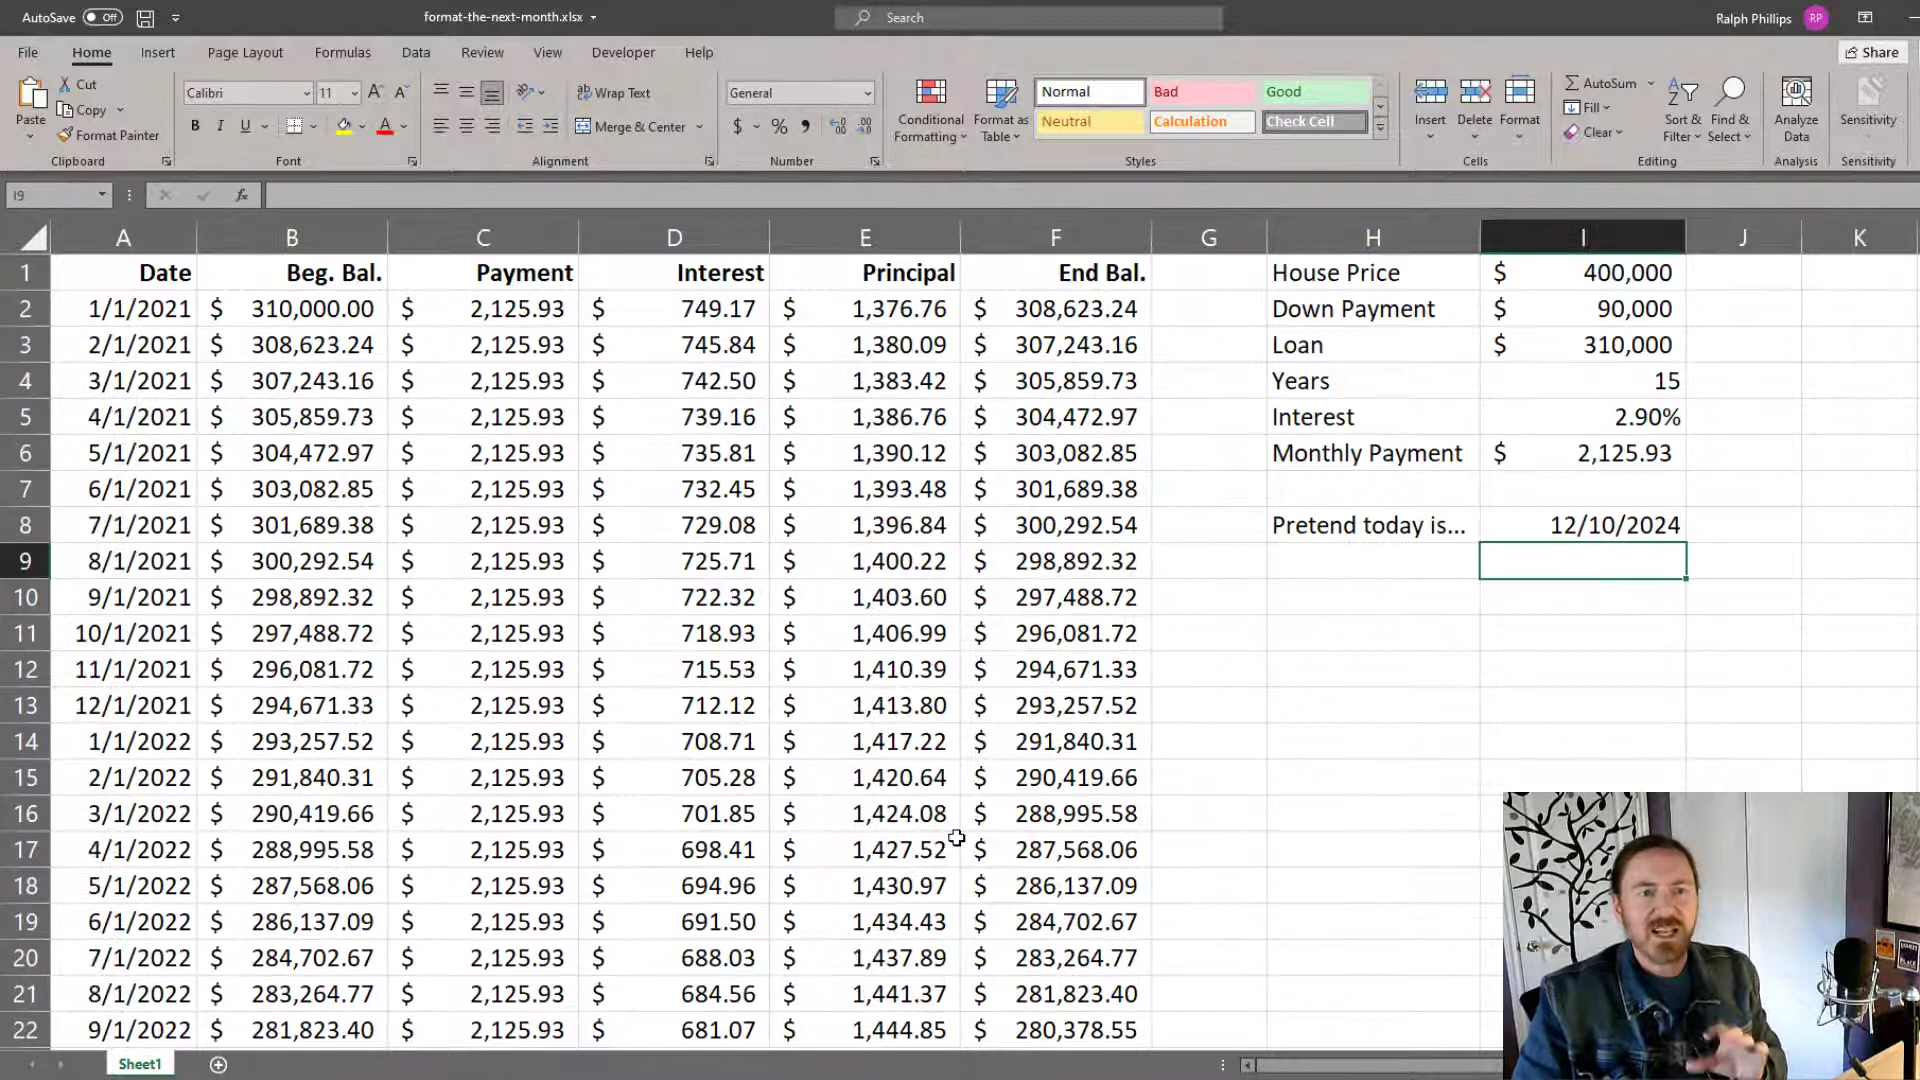 AutoSave Off format-the-next-month.xlsx Search Ralph Phillips RP
File Home Insert Page Layout Formulas Data Review View Developer Help Share
Paste Cut Copy Format Painter Clipboard
Calibri 11 A A B I U A Font
ab Wrap Text Merge & Center Alignment
General $ % , Number
Conditional Formatting Format as Table Normal Bad Good Neutral Calculation Check Cell Styles
Insert Delete Format Cells
AutoSum Fill Clear Sort & Filter Find & Select Editing
Analyze Data Analysis
Sensitivity Sensitivity
I9 fx
A B C D E F G H I J K
1 Date Beg. Bal. Payment Interest Principal End Bal. House Price $ 400,000
2 1/1/2021 $ 310,000.00 $ 2,125.93 $ 749.17 $ 1,376.76 $ 308,623.24 Down Payment $ 90,000
3 2/1/2021 $ 308,623.24 $ 2,125.93 $ 745.84 $ 1,380.09 $ 307,243.16 Loan $ 310,000
4 3/1/2021 $ 307,243.16 $ 2,125.93 $ 742.50 $ 1,383.42 $ 305,859.73 Years 15
5 4/1/2021 $ 305,859.73 $ 2,125.93 $ 739.16 $ 1,386.76 $ 304,472.97 Interest 2.90%
6 5/1/2021 $ 304,472.97 $ 2,125.93 $ 735.81 $ 1,390.12 $ 303,082.85 Monthly Payment $ 2,125.93
7 6/1/2021 $ 303,082.85 $ 2,125.93 $ 732.45 $ 1,393.48 $ 301,689.38
8 7/1/2021 $ 301,689.38 $ 2,125.93 $ 729.08 $ 1,396.84 $ 300,292.54 Pretend today is... 12/10/2024
9 8/1/2021 $ 300,292.54 $ 2,125.93 $ 725.71 $ 1,400.22 $ 298,892.32
10 9/1/2021 $ 298,892.32 $ 2,125.93 $ 722.32 $ 1,403.60 $ 297,488.72
11 10/1/2021 $ 297,488.72 $ 2,125.93 $ 718.93 $ 1,406.99 $ 296,081.72
12 11/1/2021 $ 296,081.72 $ 2,125.93 $ 715.53 $ 1,410.39 $ 294,671.33
13 12/1/2021 $ 294,671.33 $ 2,125.93 $ 712.12 $ 1,413.80 $ 293,257.52
14 1/1/2022 $ 293,257.52 $ 2,125.93 $ 708.71 $ 1,417.22 $ 291,840.31
15 2/1/2022 $ 291,840.31 $ 2,125.93 $ 705.28 $ 1,420.64 $ 290,419.66
16 3/1/2022 $ 290,419.66 $ 2,125.93 $ 701.85 $ 1,424.08 $ 288,995.58
17 4/1/2022 $ 288,995.58 $ 2,125.93 $ 698.41 $ 1,427.52 $ 287,568.06
18 5/1/2022 $ 287,568.06 $ 2,125.93 $ 694.96 $ 1,430.97 $ 286,137.09
19 6/1/2022 $ 286,137.09 $ 2,125.93 $ 691.50 $ 1,434.43 $ 284,702.67
20 7/1/2022 $ 284,702.67 $ 2,125.93 $ 688.03 $ 1,437.89 $ 283,264.77
21 8/1/2022 $ 283,264.77 $ 2,125.93 $ 684.56 $ 1,441.37 $ 281,823.40
22 9/1/2022 $ 281,823.40 $ 2,125.93 $ 681.07 $ 1,444.85 $ 280,378.55
Sheet1